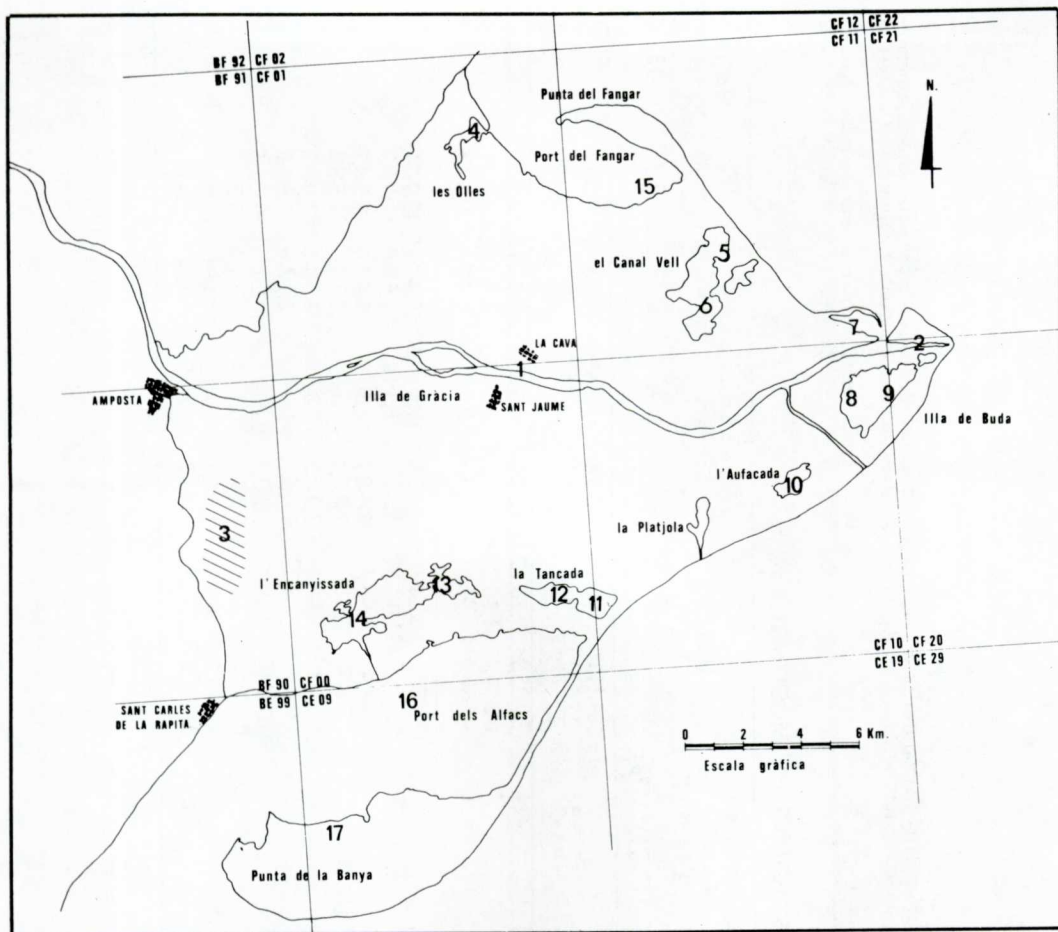 CF 12 CF 22
CF 11 CF 21
BF 92 CF 02
BF 91 CF 01
N.
Punta del Fangar
4
Port del Fangar
15
les Olles
5
el Canal Vell
6
7
2
LA CAVA
1
AMPOSTA
Illa de Gràcia
SANT JAUME
8
9
Illa de Buda
l'Aufacada
10
la Platjola
3
l'Encanyissada
13
la Tancada
12
11
14
CF 10 CF 20
CE 19 CE 29
BF 90 CF 00
BE 99 CE 09
SANT CARLES
DE LA RAPITA
16
Port dels Alfacs
0 2 4 6 Km.
Escala gràfica
17
Punta de la Banya